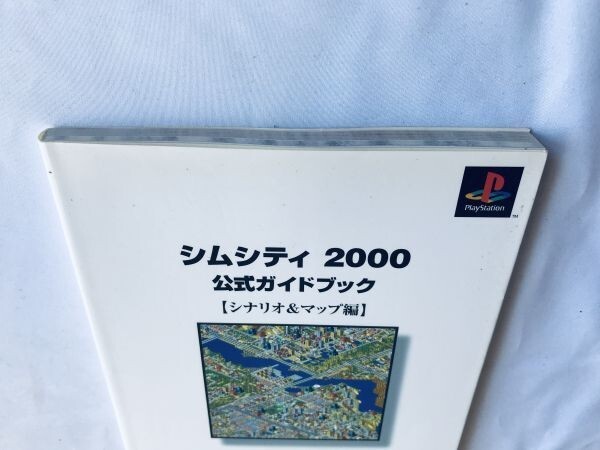 PlayStation
TM
シムシティ 2000
公式ガイドブック
【シナリオ&マップ編】